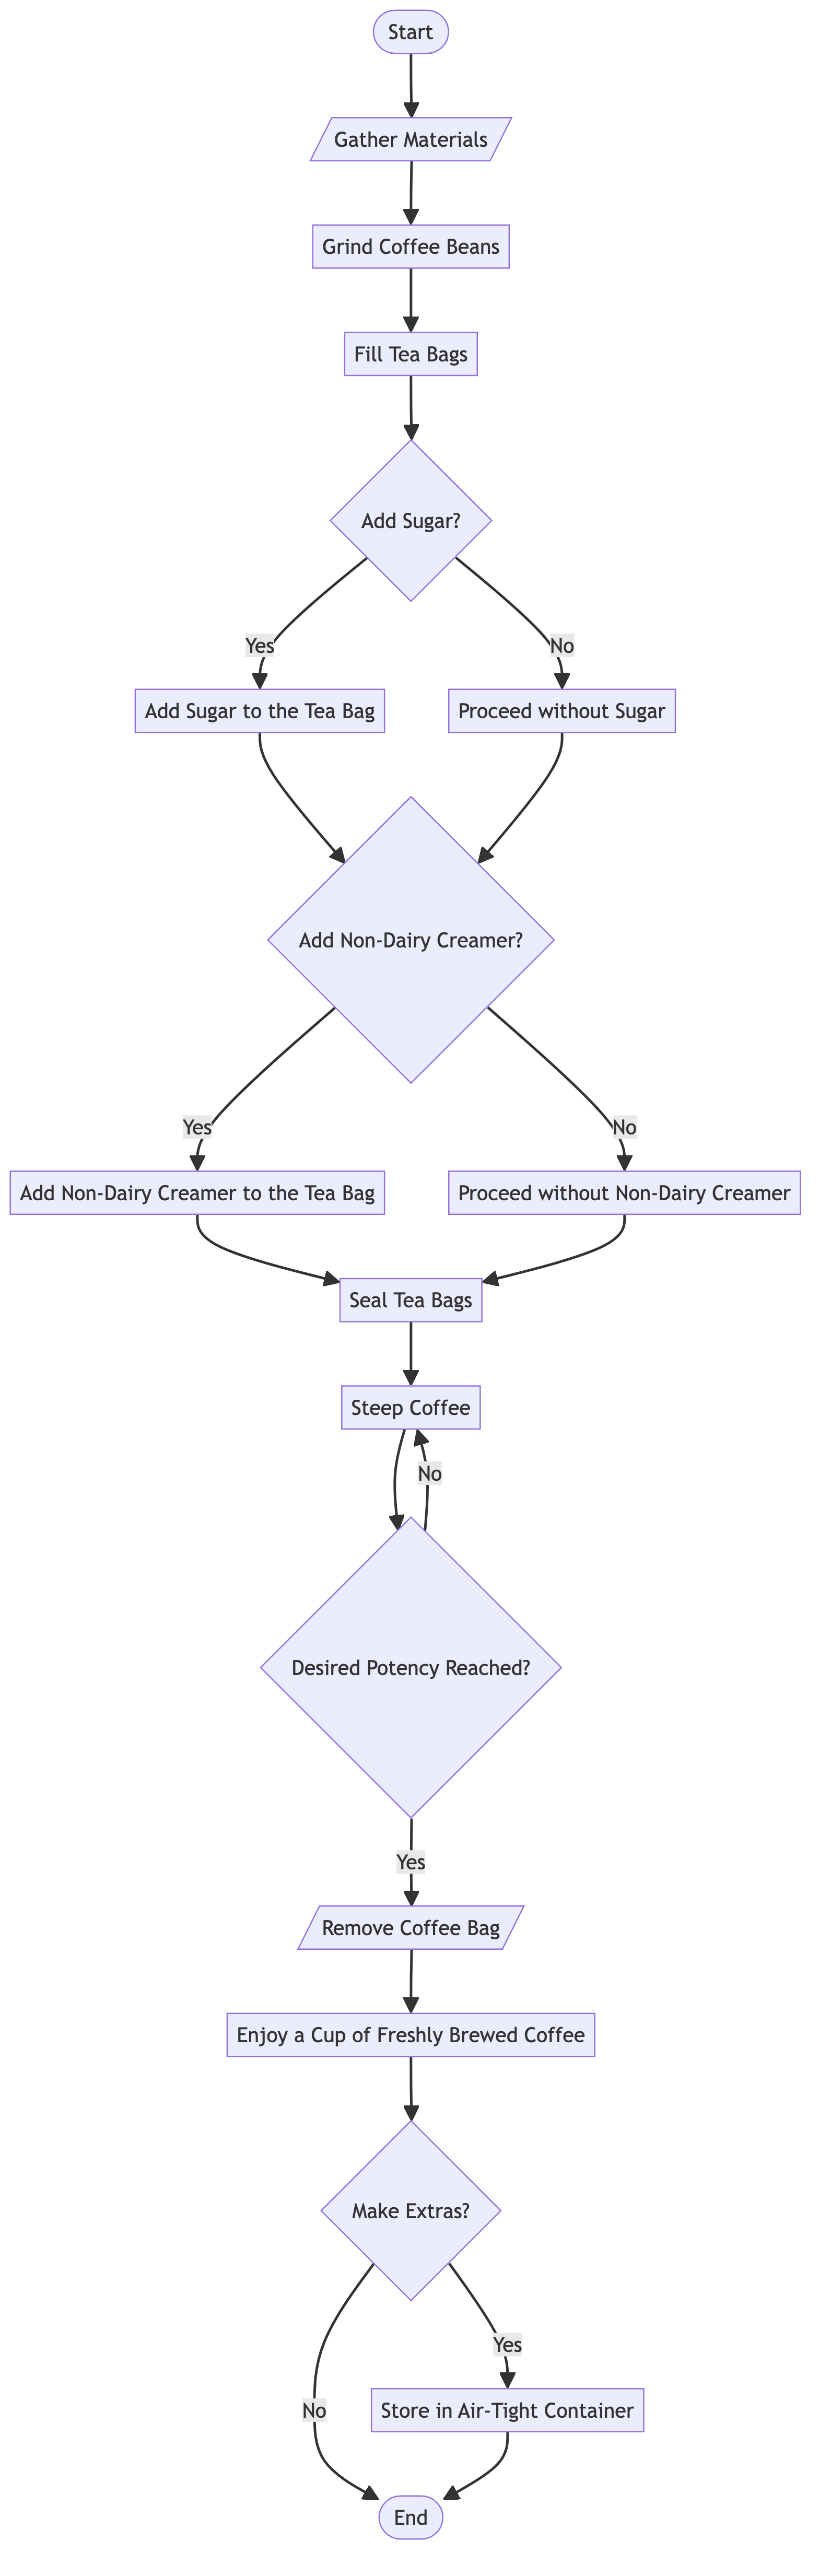 Start
Gather Materials
Grind Coffee Beans
Fill Tea Bags
Add Sugar?
Yes
No
Add Sugar to the Tea Bag
Proceed without Sugar
Add Non-Dairy Creamer?
Yes
No
Add Non-Dairy Creamer to the Tea Bag
Proceed without Non-Dairy Creamer
Seal Tea Bags
Steep Coffee
No
Desired Potency Reached?
Yes
Remove Coffee Bag
Enjoy a Cup of Freshly Brewed Coffee
Make Extras?
Yes
No
Store in Air-Tight Container
End